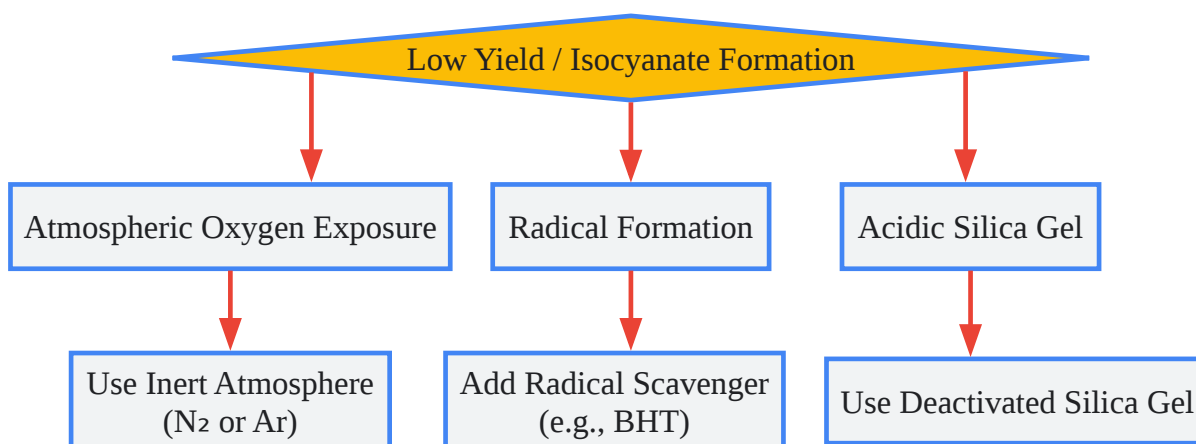 Low Yield / Isocyanate Formation
Atmospheric Oxygen Exposure
Radical Formation
Acidic Silica Gel
Use Inert Atmosphere
(N₂ or Ar)
Add Radical Scavenger
(e.g., BHT)
Use Deactivated Silica Gel